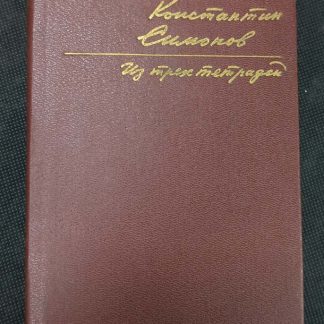 Константин
Симонов
Из трех тетрадей